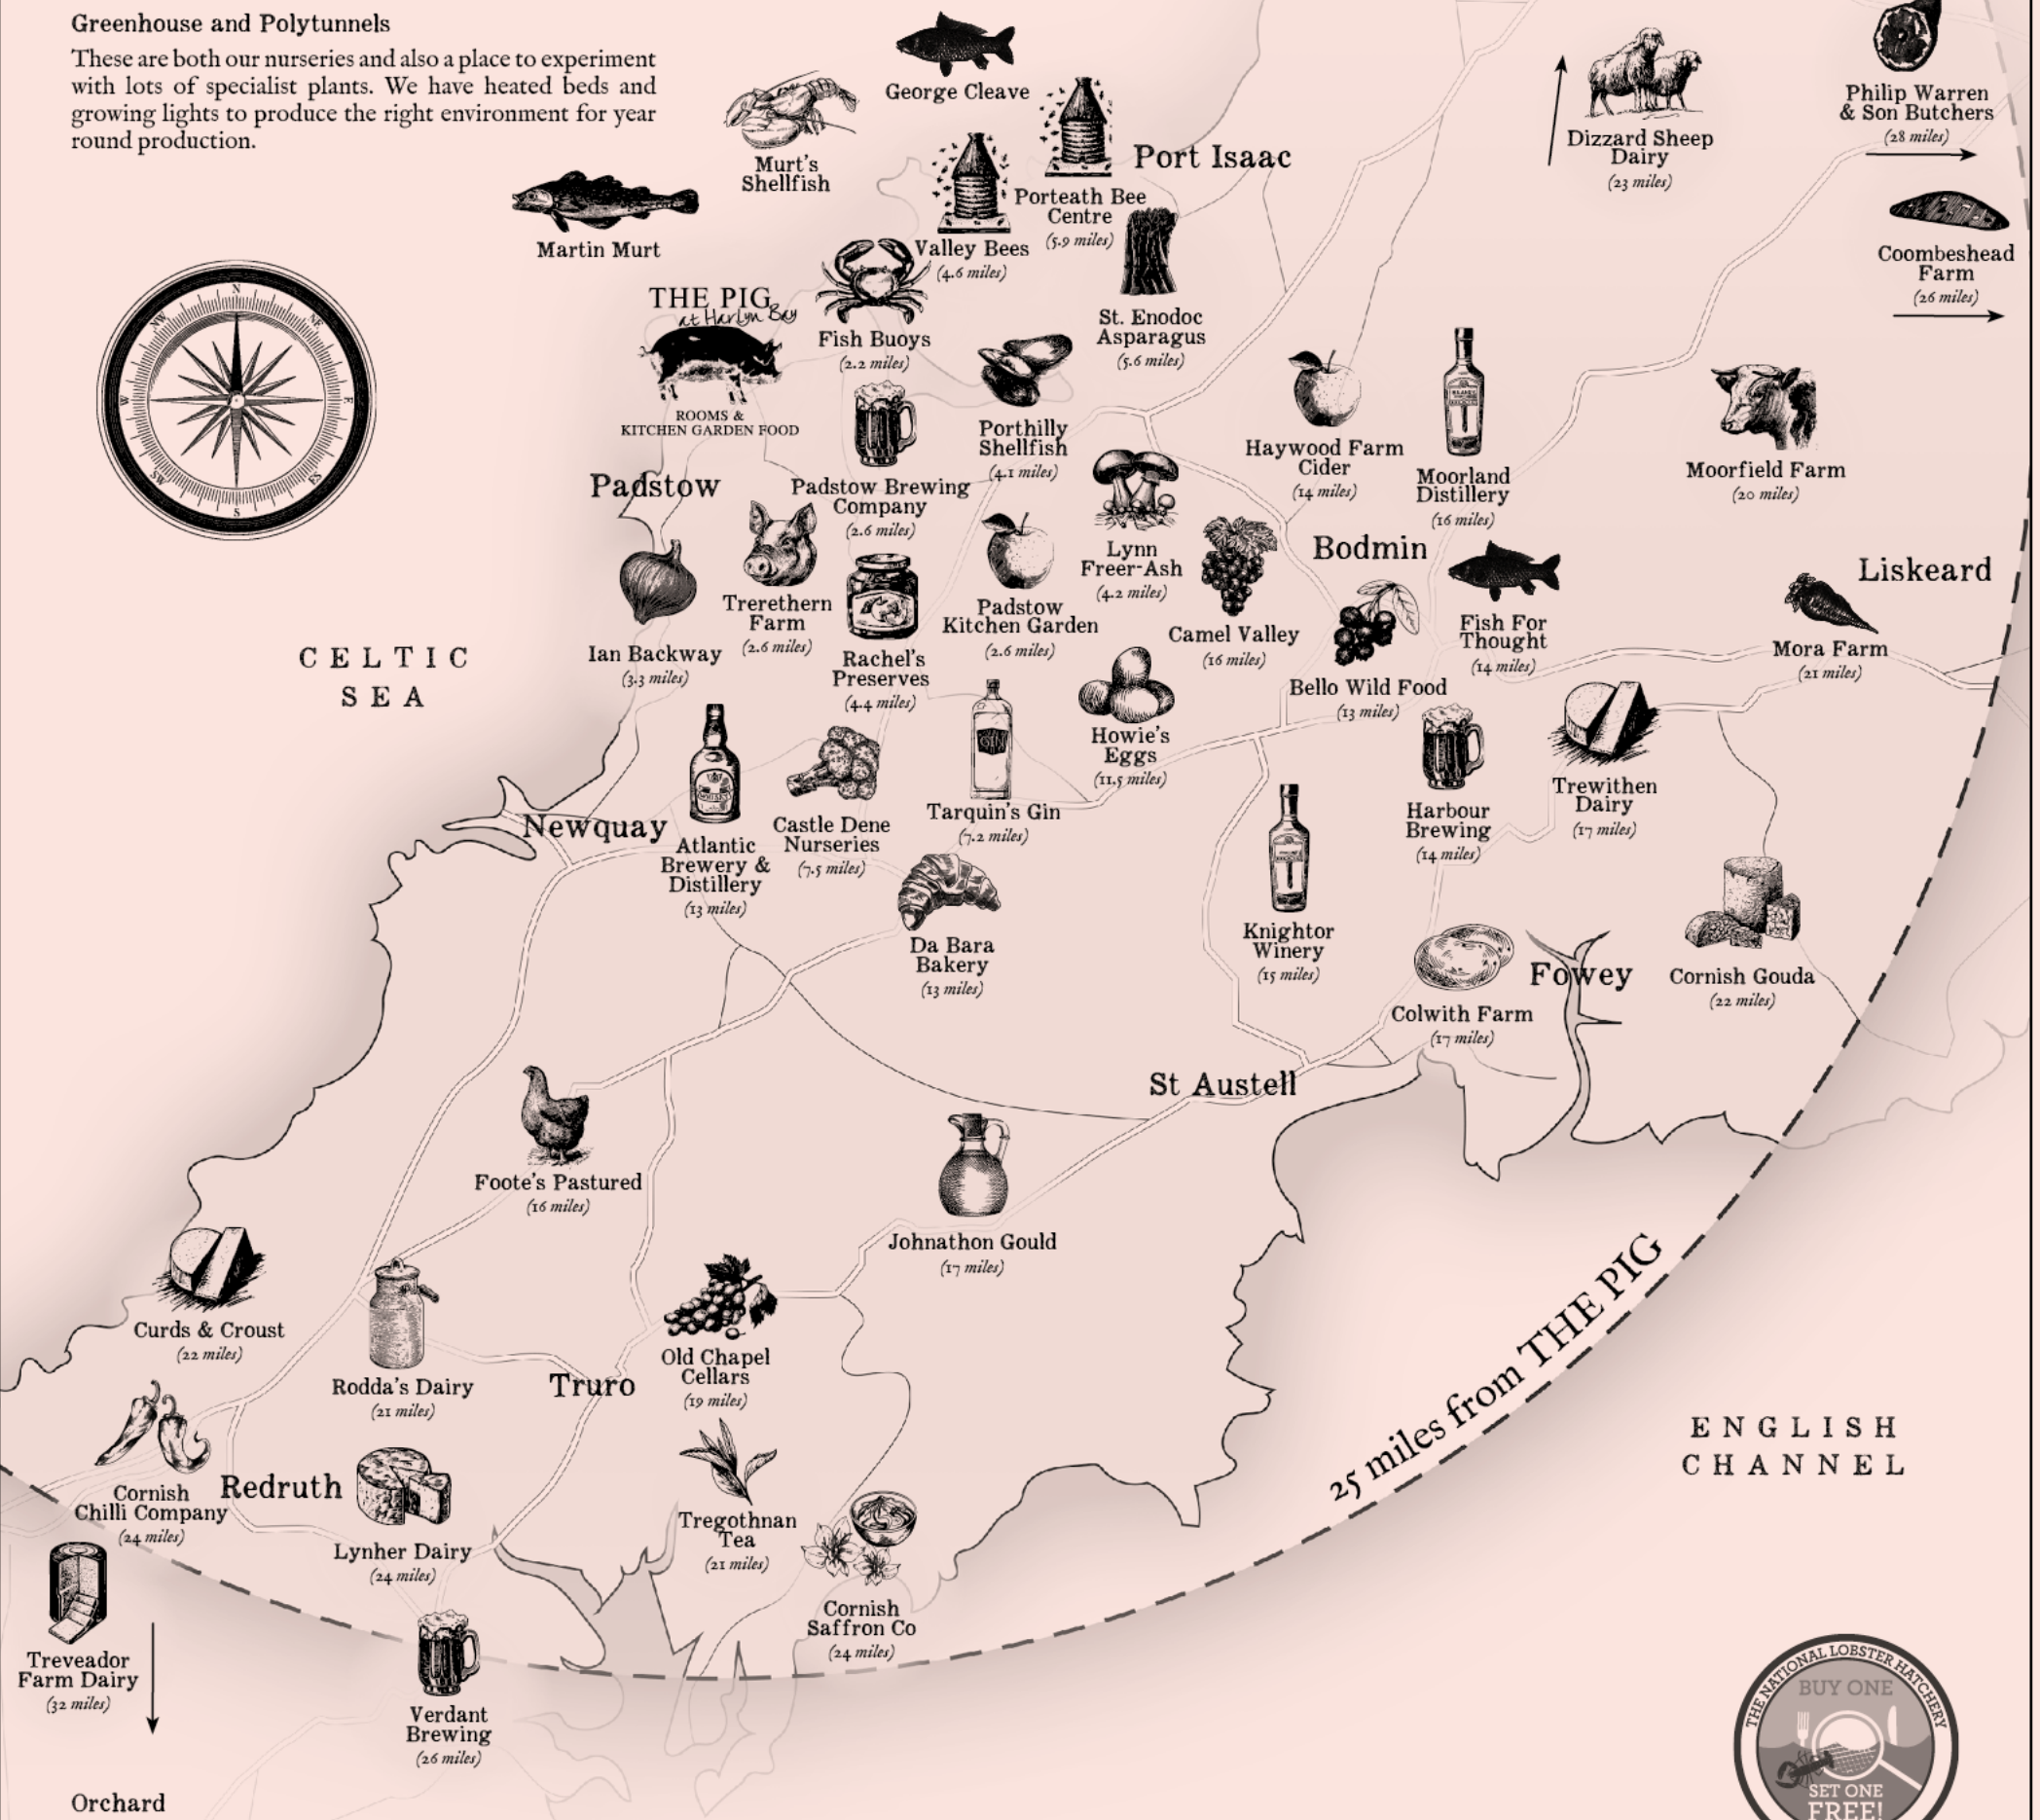 Greenhouse and Polytunnels
These are both our nurseries and also a place to experiment
with lots of specialist plants. We have heated beds and
growing lights to produce the right environment for year
round production.
George Cleave
Murt's
Shellfish
Martin Murt
Port Isaac
Porteath Bee
Centre
(5.9 miles)
Valley Bees
(4.6 miles)
Dizzard Sheep
Dairy
(23 miles)
Philip Warren
& Son Butchers
(28 miles)
Coombeshead
Farm
(26 miles)
N
NE
E
ES
S
SW
W
NW
THE PIG
at Harlyn Bay
ROOMS &
KITCHEN GARDEN FOOD
Fish Buoys
(2.2 miles)
St. Enodoc
Asparagus
(5.6 miles)
Porthilly
Shellfish
(4.1 miles)
Haywood Farm
Cider
(14 miles)
Moorland
Distillery
(16 miles)
Moorfield Farm
(20 miles)
Padstow
Padstow Brewing
Company
(2.6 miles)
Lynn
Freer-Ash
(4.2 miles)
Bodmin
Liskeard
Trerethern
Farm
(2.6 miles)
Padstow
Kitchen Garden
(2.6 miles)
Camel Valley
(16 miles)
Fish For
Thought
(14 miles)
Mora Farm
(21 miles)
CELTIC
SEA
Ian Backway
(3.3 miles)
Rachel's
Preserves
(4.4 miles)
Bello Wild Food
(13 miles)
Howie's
Eggs
(11.5 miles)
GIN
Tarquin's Gin
(7.2 miles)
Trewithen
Dairy
(17 miles)
Harbour
Brewing
(14 miles)
Newquay
Atlantic
Brewery &
Distillery
(13 miles)
Castle Dene
Nurseries
(7.5 miles)
Da Bara
Bakery
(13 miles)
Knightor
Winery
(15 miles)
Fowey
Cornish Gouda
(22 miles)
Colwith Farm
(17 miles)
St Austell
Foote's Pastured
(16 miles)
Johnathon Gould
(17 miles)
Curds & Croust
(22 miles)
Rodda's Dairy
(21 miles)
Truro
Old Chapel
Cellars
(19 miles)
25 miles from THE PIG
ENGLISH
CHANNEL
Cornish
Chilli Company
(24 miles)
Redruth
Lynher Dairy
(24 miles)
Tregothnan
Tea
(21 miles)
Cornish
Saffron Co
(24 miles)
Treveador
Farm Dairy
(32 miles)
Verdant
Brewing
(26 miles)
Orchard
THE NATIONAL LOBSTER HATCHERY
BUY ONE
SET ONE
FREE!